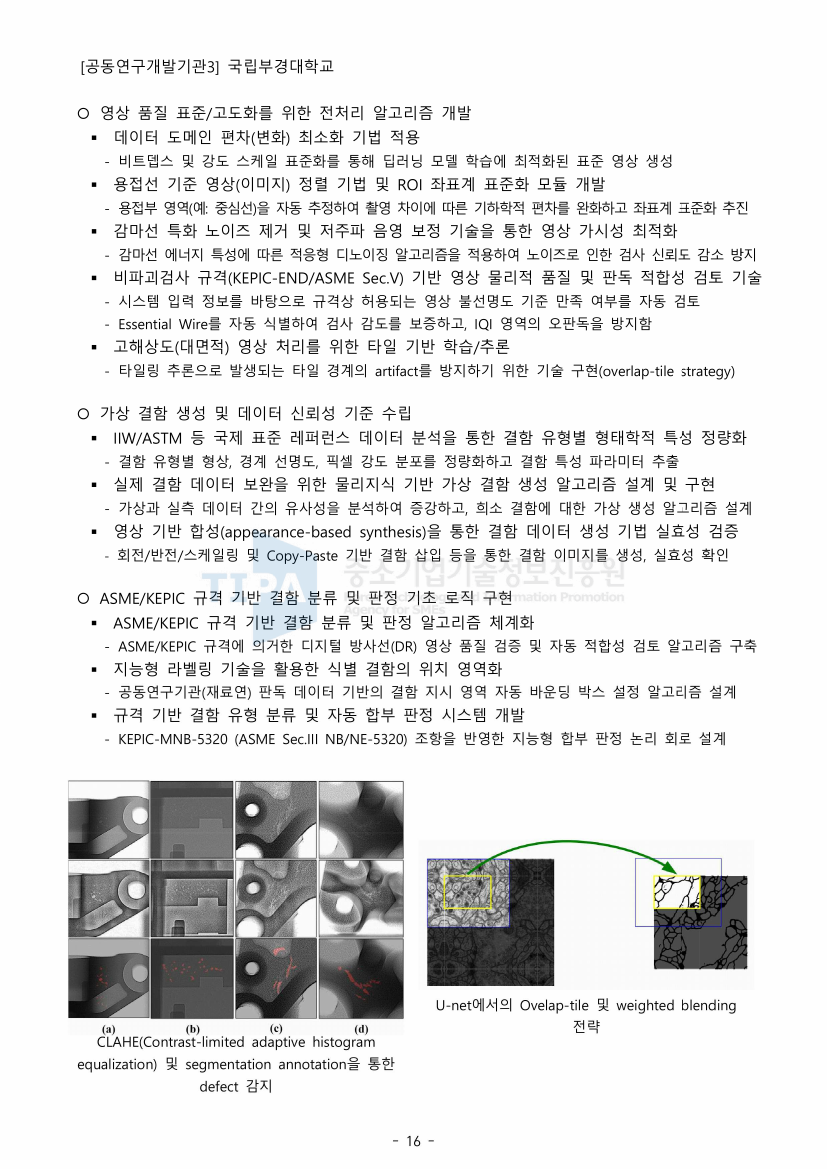 [공동연구개발기관3] 국립부경대학교
○ 영상 품질 표준/고도화를 위한 전처리 알고리즘 개발
▪ 데이터 도메인 편차(변화) 최소화 기법 적용
- 비트뎁스 및 강도 스케일 표준화를 통해 딥러닝 모델 학습에 최적화된 표준 영상 생성
▪ 용접선 기준 영상(이미지) 정렬 기법 및 ROI 좌표계 표준화 모듈 개발
- 용접부 영역(예: 중심선)을 자동 추정하여 촬영 차이에 따른 기하학적 편차를 완화하고 좌표계 표준화 추진
▪ 감마선 특화 노이즈 제거 및 저주파 음영 보정 기술을 통한 영상 가시성 최적화
- 감마선 에너지 특성에 따른 적응형 디노이징 알고리즘을 적용하여 노이즈로 인한 검사 신뢰도 감소 방지
▪ 비파괴검사 규격(KEPIC-END/ASME Sec.V) 기반 영상 물리적 품질 및 판독 적합성 검토 기술
- 시스템 입력 정보를 바탕으로 규격상 허용되는 영상 불선명도 기준 만족 여부를 자동 검토
- Essential Wire를 자동 식별하여 검사 감도를 보증하고, IQI 영역의 오판독을 방지함
▪ 고해상도(대면적) 영상 처리를 위한 타일 기반 학습/추론
- 타일링 추론으로 발생되는 타일 경계의 artifact를 방지하기 위한 기술 구현(overlap-tile strategy)
○ 가상 결함 생성 및 데이터 신뢰성 기준 수립
▪ IIW/ASTM 등 국제 표준 레퍼런스 데이터 분석을 통한 결함 유형별 형태학적 특성 정량화
- 결함 유형별 형상, 경계 선명도, 픽셀 강도 분포를 정량화하고 결함 특성 파라미터 추출
▪ 실제 결함 데이터 보완을 위한 물리지식 기반 가상 결함 생성 알고리즘 설계 및 구현
- 가상과 실측 데이터 간의 유사성을 분석하여 증강하고, 희소 결함에 대한 가상 생성 알고리즘 설계
▪ 영상 기반 합성(appearance-based synthesis)을 통한 결함 데이터 생성 기법 실효성 검증
- 회전/반전/스케일링 및 Copy-Paste 기반 결함 삽입 등을 통한 결함 이미지를 생성, 실효성 확인
TIPA 중소기업기술정보진흥원
○ ASME/KEPIC 규격 기반 결함 분류 및 판정 기초 로직 구현
Information Promotion
Agency for SMEs
▪ ASME/KEPIC 규격 기반 결함 분류 및 판정 알고리즘 체계화
- ASME/KEPIC 규격에 의거한 디지털 방사선(DR) 영상 품질 검증 및 자동 적합성 검토 알고리즘 구축
▪ 지능형 라벨링 기술을 활용한 식별 결함의 위치 영역화
- 공동연구기관(재료연) 판독 데이터 기반의 결함 지시 영역 자동 바운딩 박스 설정 알고리즘 설계
▪ 규격 기반 결함 유형 분류 및 자동 합부 판정 시스템 개발
- KEPIC-MNB-5320 (ASME Sec.III NB/NE-5320) 조항을 반영한 지능형 합부 판정 논리 회로 설계
(a) (b) (c) (d)
CLAHE(Contrast-limited adaptive histogram
equalization) 및 segmentation annotation을 통한
defect 감지
U-net에서의 Ovelap-tile 및 weighted blending
전략
- 16 -